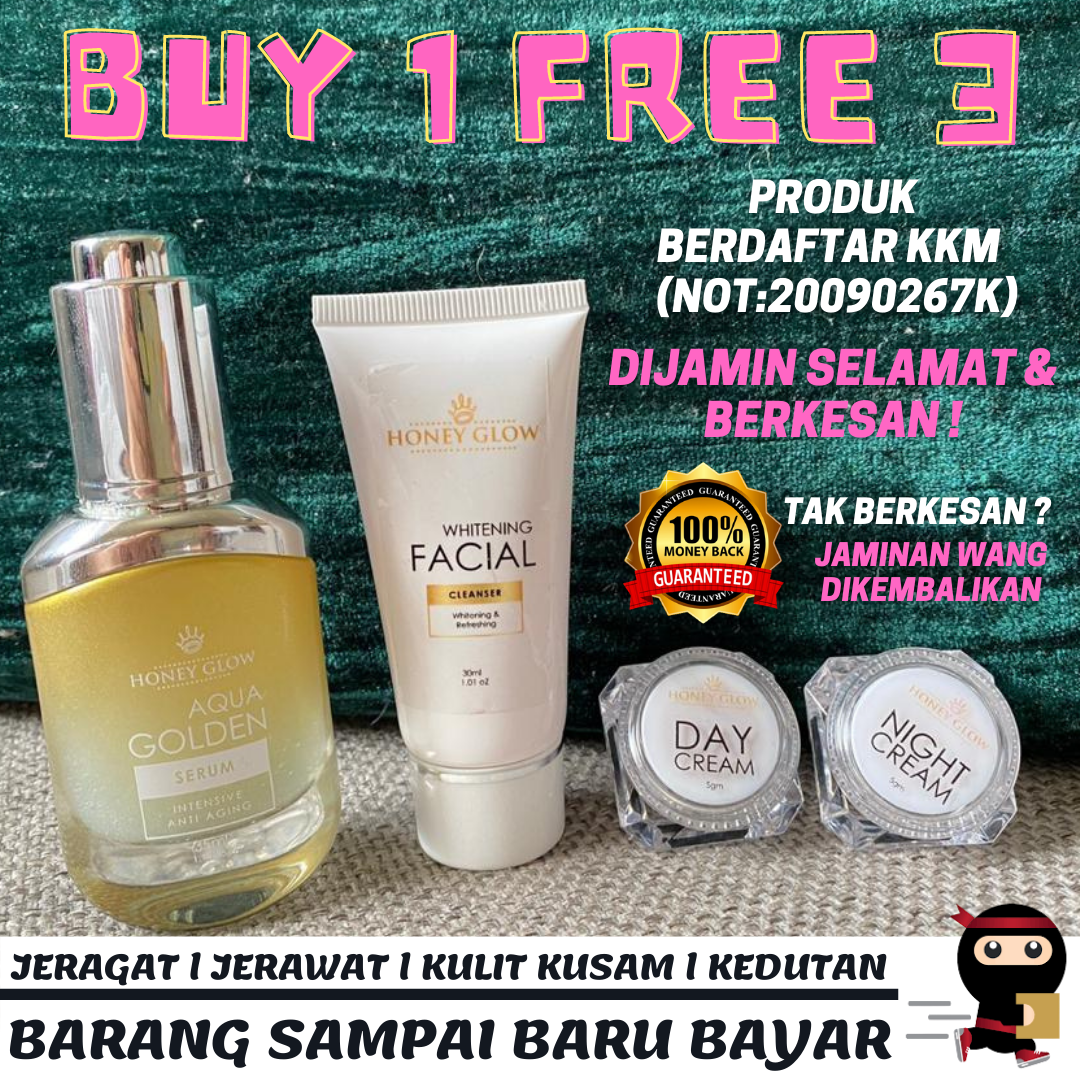 BUY 1 FREE 3
PRODUK
BERDAFTAR KKM
(NOT:20090267K)
DIJAMIN SELAMAT &
BERKESAN !
GUARANTEED GUARANTEED
100%
MONEY BACK
GUARANTEED
TAK BERKESAN ?
JAMINAN WANG
DIKEMBALIKAN
HONEY GLOW
AQUA
GOLDEN
SERUM
INTENSIVE
ANTI AGING
HONEY GLOW
WHITENING
FACIAL
CLEANSER
Whitening &
Refreshing
30ml
1.01 oz
HONEY GLOW
DAY
CREAM
5gm
HONEY GLOW
NIGHT
CREAM
5gm
JERAGAT | JERAWAT | KULIT KUSAM | KEDUTAN
BARANG SAMPAI BARU BAYAR